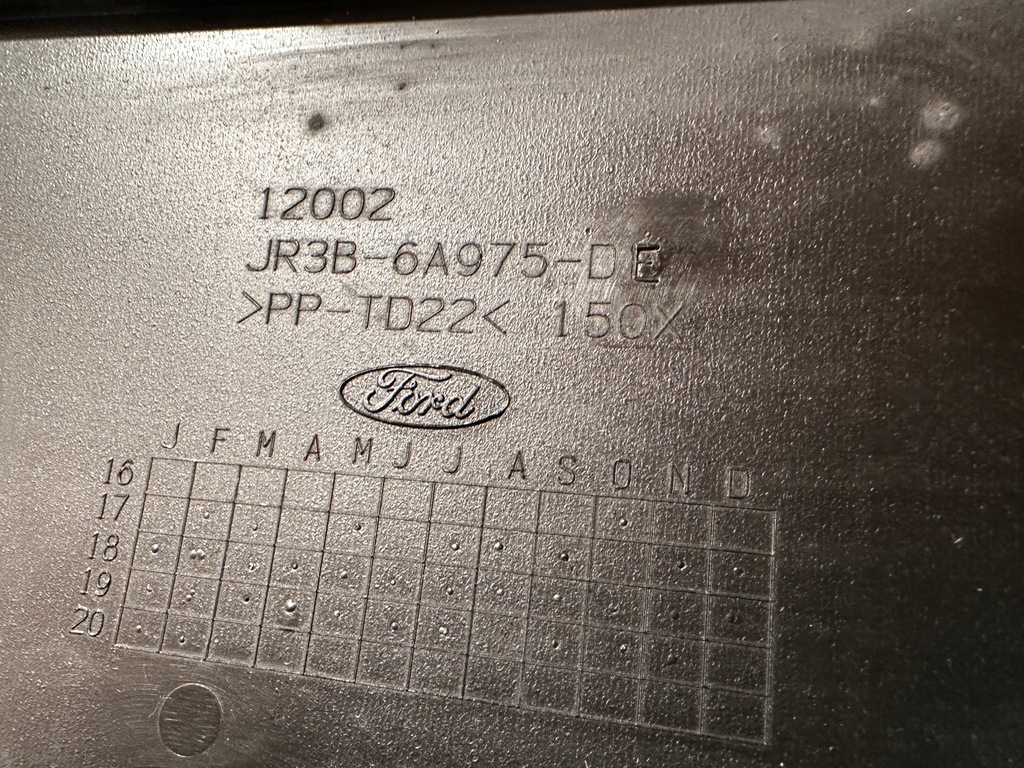 12002
JR3B-6A975-DE
>PP-TD22< 150X
Ford
J F M A M J J A S O N D
16
17
18
19
20